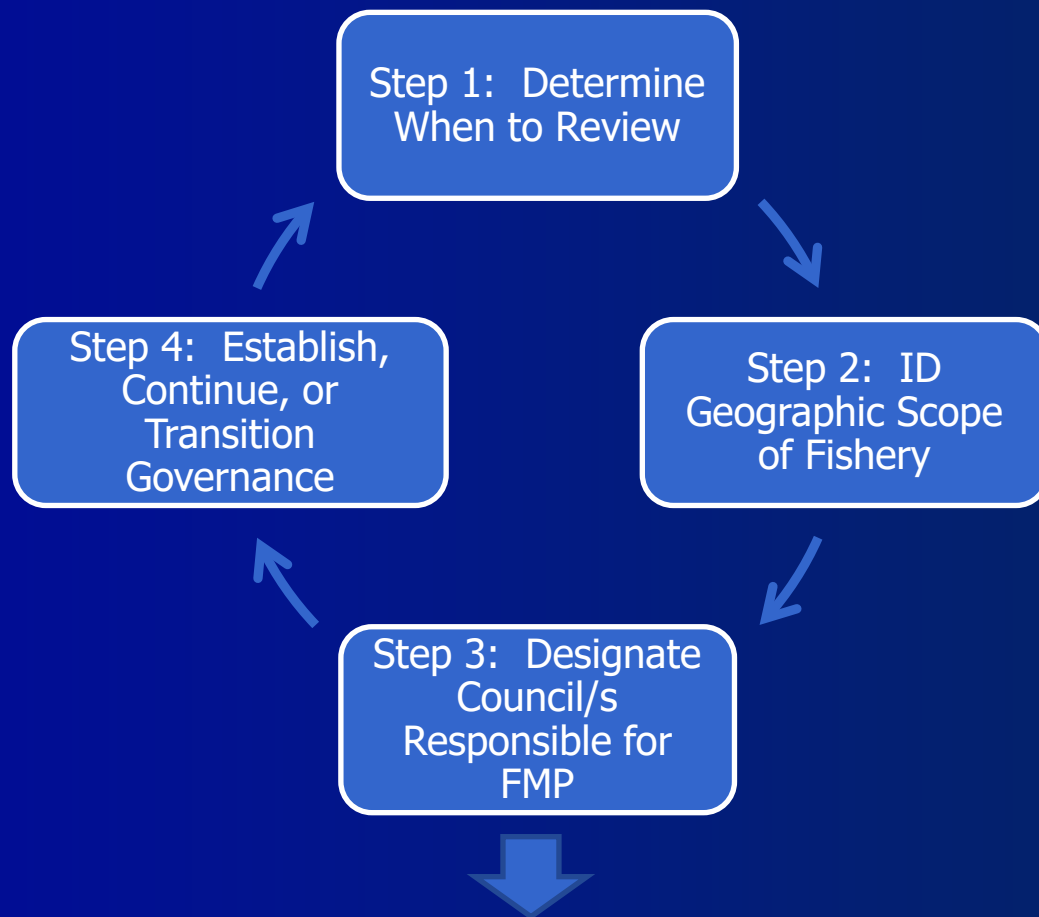 Step 1:  Determine
When to Review
Step 2:  ID
Geographic Scope
of Fishery
Step 3:  Designate
Council/s
Responsible for
FMP
Step 4:  Establish,
Continue, or
Transition
Governance